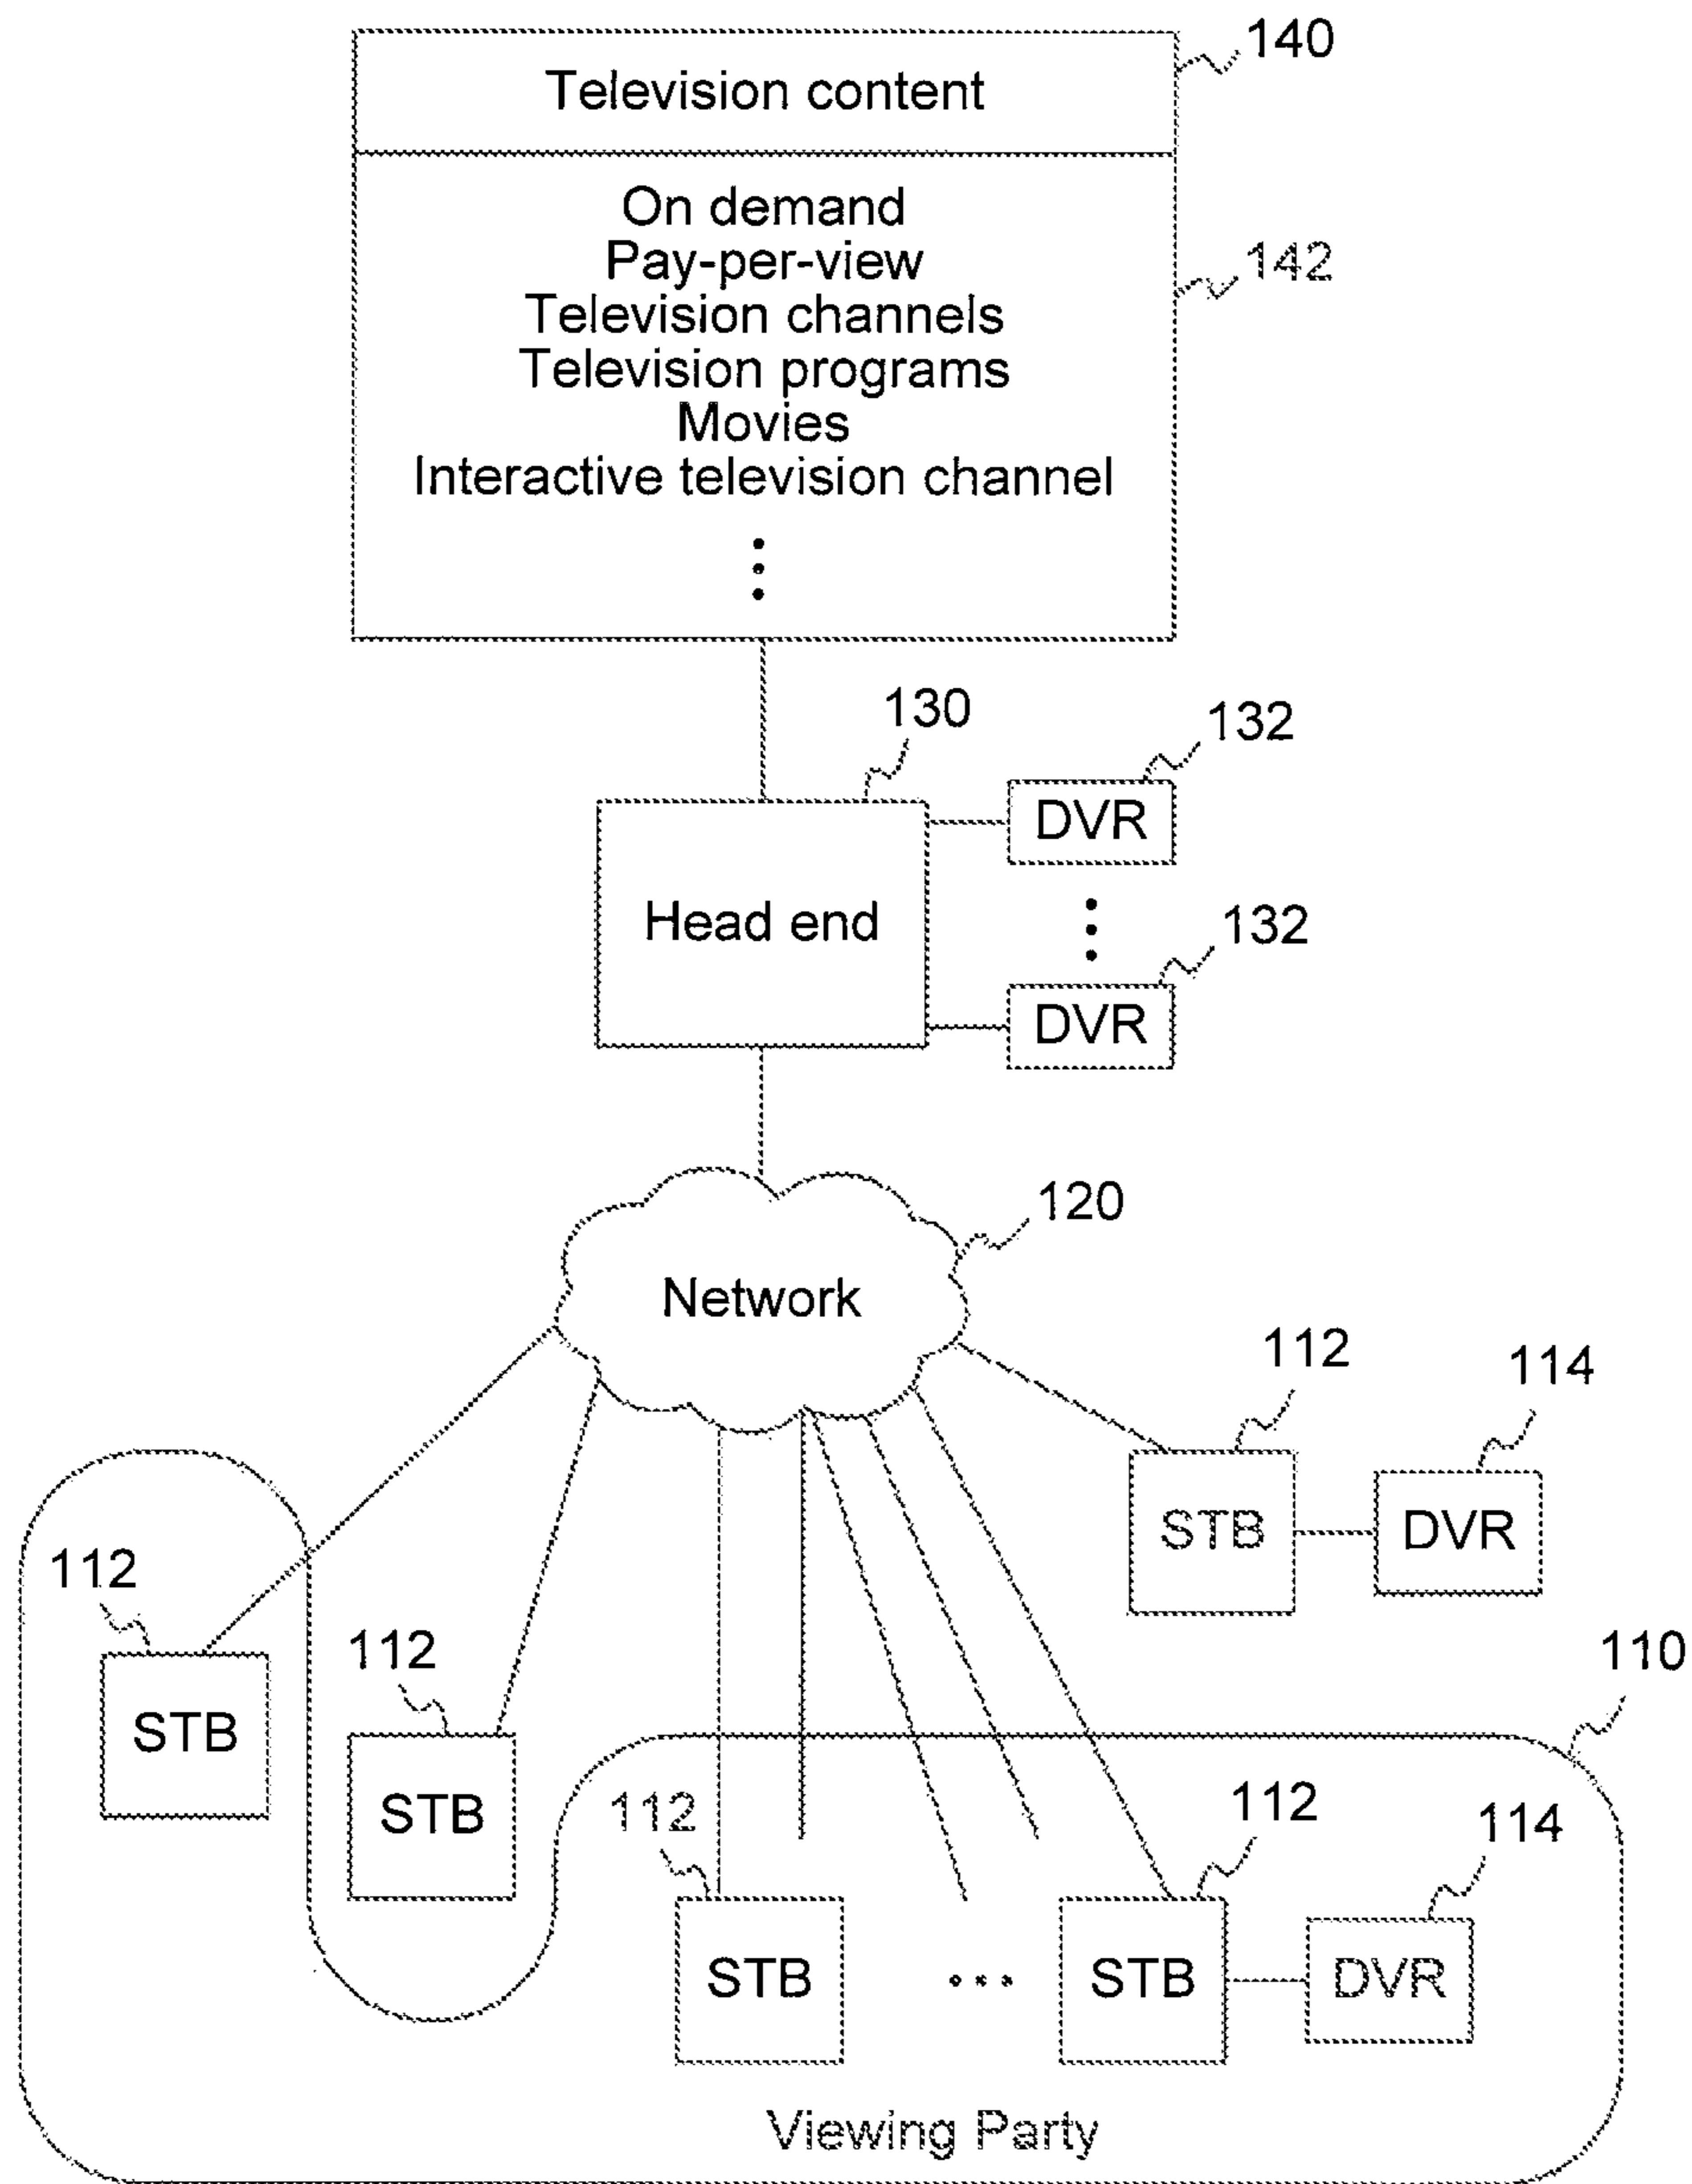 140
Television content
On demand
142
Pay-per-view
Television channels
Television programs
Movies
Interactive television channel
130
132
DVR
Head end
132
DVR
120
Network
112
114
STB
DVR
112
STB
112
STB
110
112
STB
112
STB
114
DVR
Viewing Party